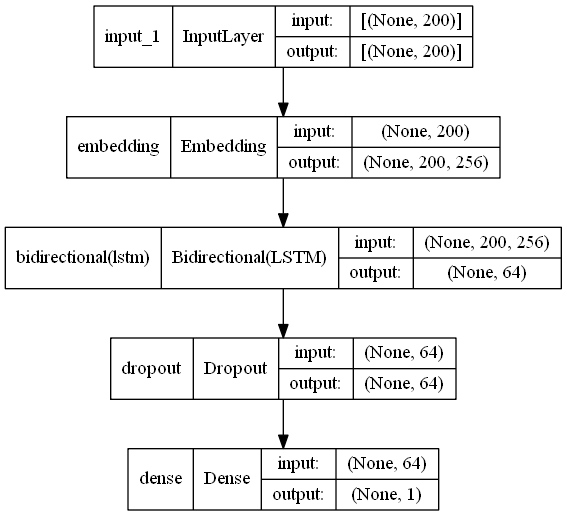 input_1 InputLayer input: [(None, 200)]
output: [(None, 200)]
embedding Embedding input: (None, 200)
output: (None, 200, 256)
bidirectional(lstm) Bidirectional(LSTM) input: (None, 200, 256)
output: (None, 64)
dropout Dropout input: (None, 64)
output: (None, 64)
dense Dense input: (None, 64)
output: (None, 1)